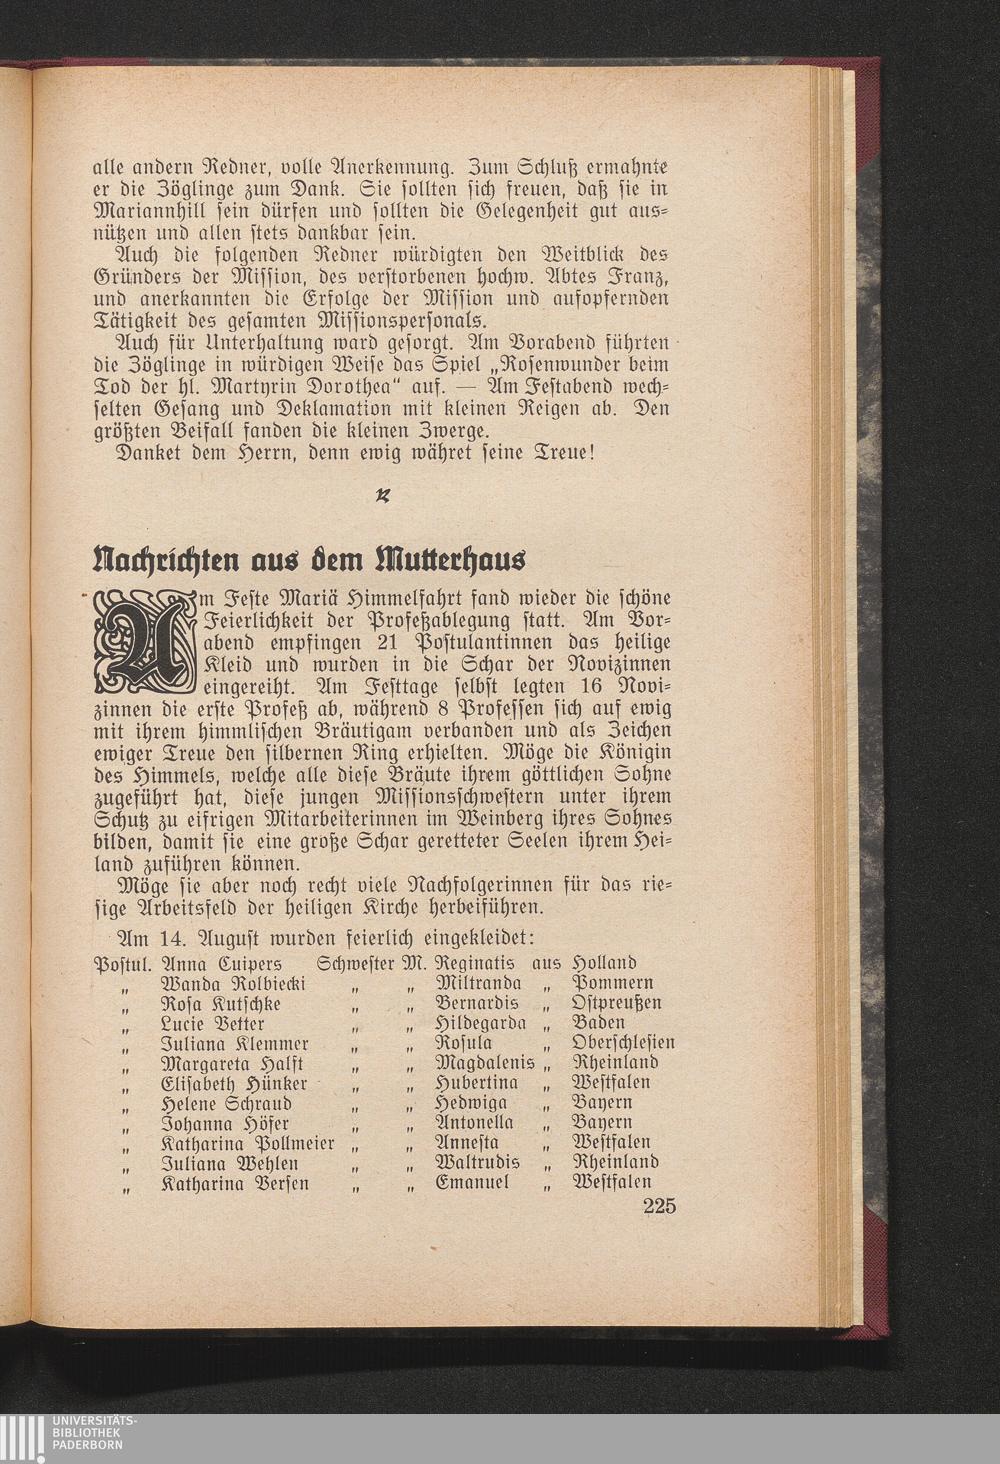 alle andern Redner, volle Anerkennung. Zum Schluß ermahnte
er die Zöglinge zum Dank. Sie sollten sich freuen, daß sie in
Mariannhill sein dürfen und sollten die Gelegenheit gut aus-
nützen und allen stets dankbar sein.
Auch die folgenden Redner würdigten den Weitblick des
Gründers der Mission, des verstorbenen hochw. Abtes Franz,
und anerkannten die Erfolge der Mission und aufopfernden
Tätigkeit des gesamten Missionspersonals.
Auch für Unterhaltung ward gesorgt. Am Vorabend führten
die Zöglinge in würdigen Weise das Spiel „Rosenwunder beim
Tod der hl. Martyrin Dorothea“ auf. — Am Festabend wech-
selten Gesang und Deklamation mit kleinen Reigen ab. Den
größten Beifall fanden die kleinen Zwerge.
Danket dem Herrn, denn ewig währet seine Treue!
Nachrichten aus dem Mutterhaus
Am Feste Mariä Himmelfahrt fand wieder die schöne
Feierlichkeit der Profeßablegung statt. Am Vor-
abend empfingen 21 Postulantinnen das heilige
Kleid und wurden in die Schar der Novizinnen
eingereiht. Am Festtage selbst legten 16 Novi-
zinnen die erste Profeß ab, während 8 Professen sich auf ewig
mit ihrem himmlischen Bräutigam verbanden und als Zeichen
ewiger Treue den silbernen Ring erhielten. Möge die Königin
des Himmels, welche alle diese Bräute ihrem göttlichen Sohne
zugeführt hat, diese jungen Missionsschwestern unter ihrem
Schutz zu eifrigen Mitarbeiterinnen im Weinberg ihres Sohnes
bilden, damit sie eine große Schar geretteter Seelen ihrem Hei-
land zuführen können.
Möge sie aber noch recht viele Nachfolgerinnen für das rie-
sige Arbeitsfeld der heiligen Kirche herbeiführen.
Am 14. August wurden feierlich eingekleidet:
Postul. Anna Cuipers Schwester M. Reginatis aus Holland
„ Wanda Rolbiecki „ „ Miltranda „ Pommern
„ Rosa Kutschke „ „ Bernardis „ Ostpreußen
„ Lucie Vetter „ „ Hildegarda „ Baden
„ Juliana Klemmer „ „ Rosula „ Oberschlesien
„ Margareta Halft „ „ Magdalenis „ Rheinland
„ Elisabeth Hünker „ „ Hubertina „ Westfalen
„ Helene Schraud „ „ Hedwiga „ Bayern
„ Johanna Höfer „ „ Antonella „ Bayern
„ Katharina Pollmeier „ „ Annesta „ Westfalen
„ Juliana Wehlen „ „ Waltrudis „ Rheinland
„ Katharina Versen „ „ Emanuel „ Westfalen
225
UNIVERSITÄTS-
BIBLIOTHEK
PADERBORN